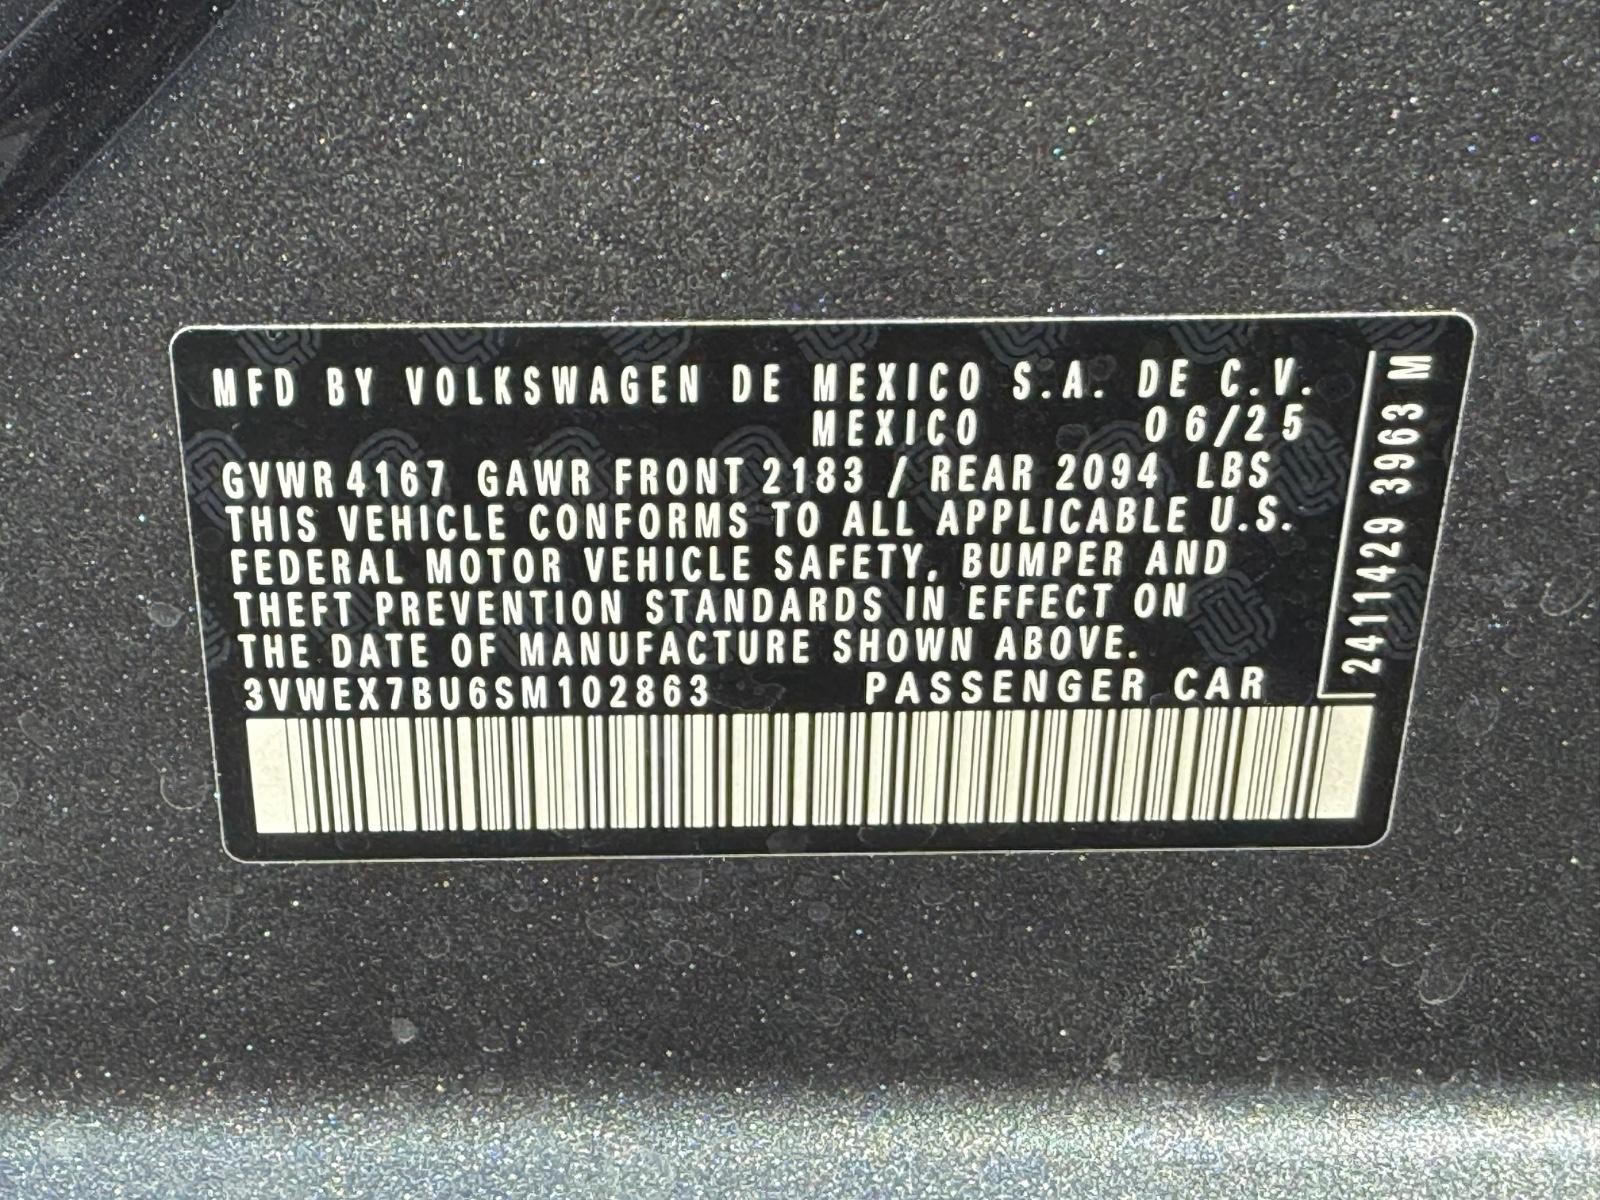 MFD BY VOLKSWAGEN DE MEXICO S.A. DE C.V.
MEXICO 06/25
GVWR 4167 GAWR FRONT 2183 / REAR 2094 LBS
THIS VEHICLE CONFORMS TO ALL APPLICABLE U.S.
FEDERAL MOTOR VEHICLE SAFETY, BUMPER AND
THEFT PREVENTION STANDARDS IN EFFECT ON
THE DATE OF MANUFACTURE SHOWN ABOVE.
3VWEX7BU6SM102863 PASSENGER CAR
2411429 3963 M